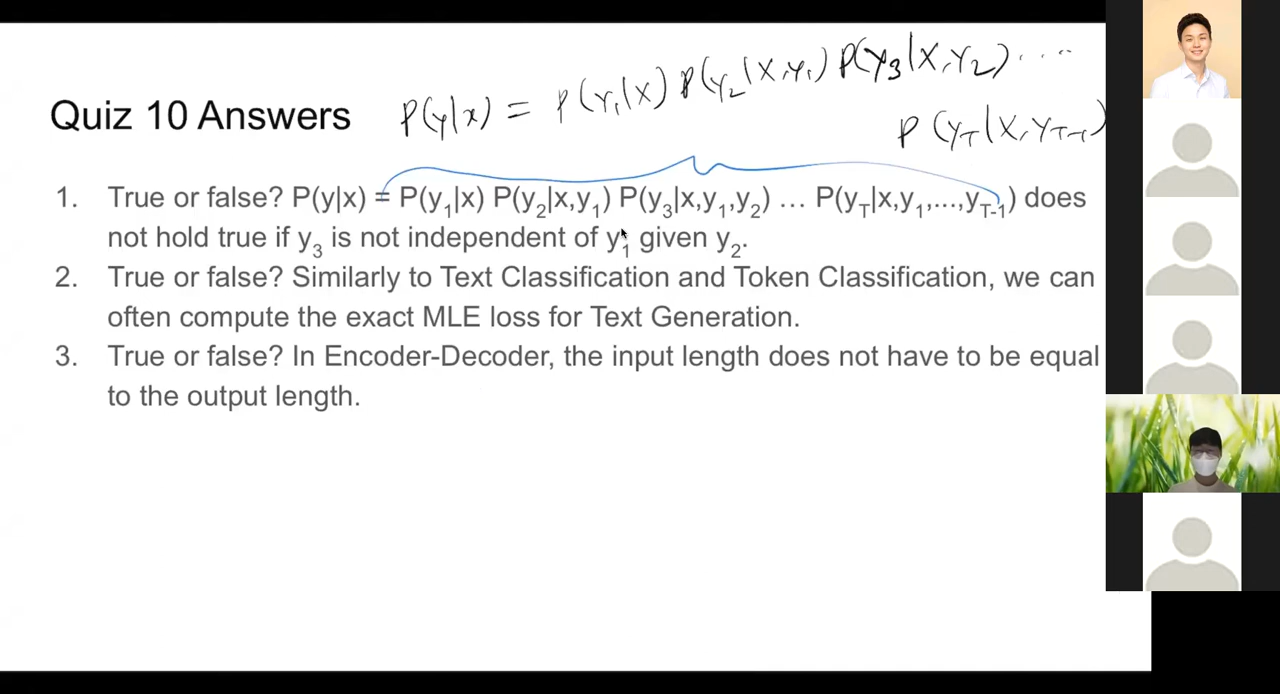 P(y|x) = P(y₁|x) P(y₂|x,y₁) P(y₃|x,y₂) ....
P(y_T|x,y_T-1)
Quiz 10 Answers
1. True or false? P(y|x) = P(y₁|x) P(y₂|x,y₁) P(y₃|x,y₁,y₂) … P(y_T|x,y₁,...,y_T-1) does
not hold true if y₃ is not independent of y₁ given y₂.
2. True or false? Similarly to Text Classification and Token Classification, we can
often compute the exact MLE loss for Text Generation.
3. True or false? In Encoder-Decoder, the input length does not have to be equal
to the output length.